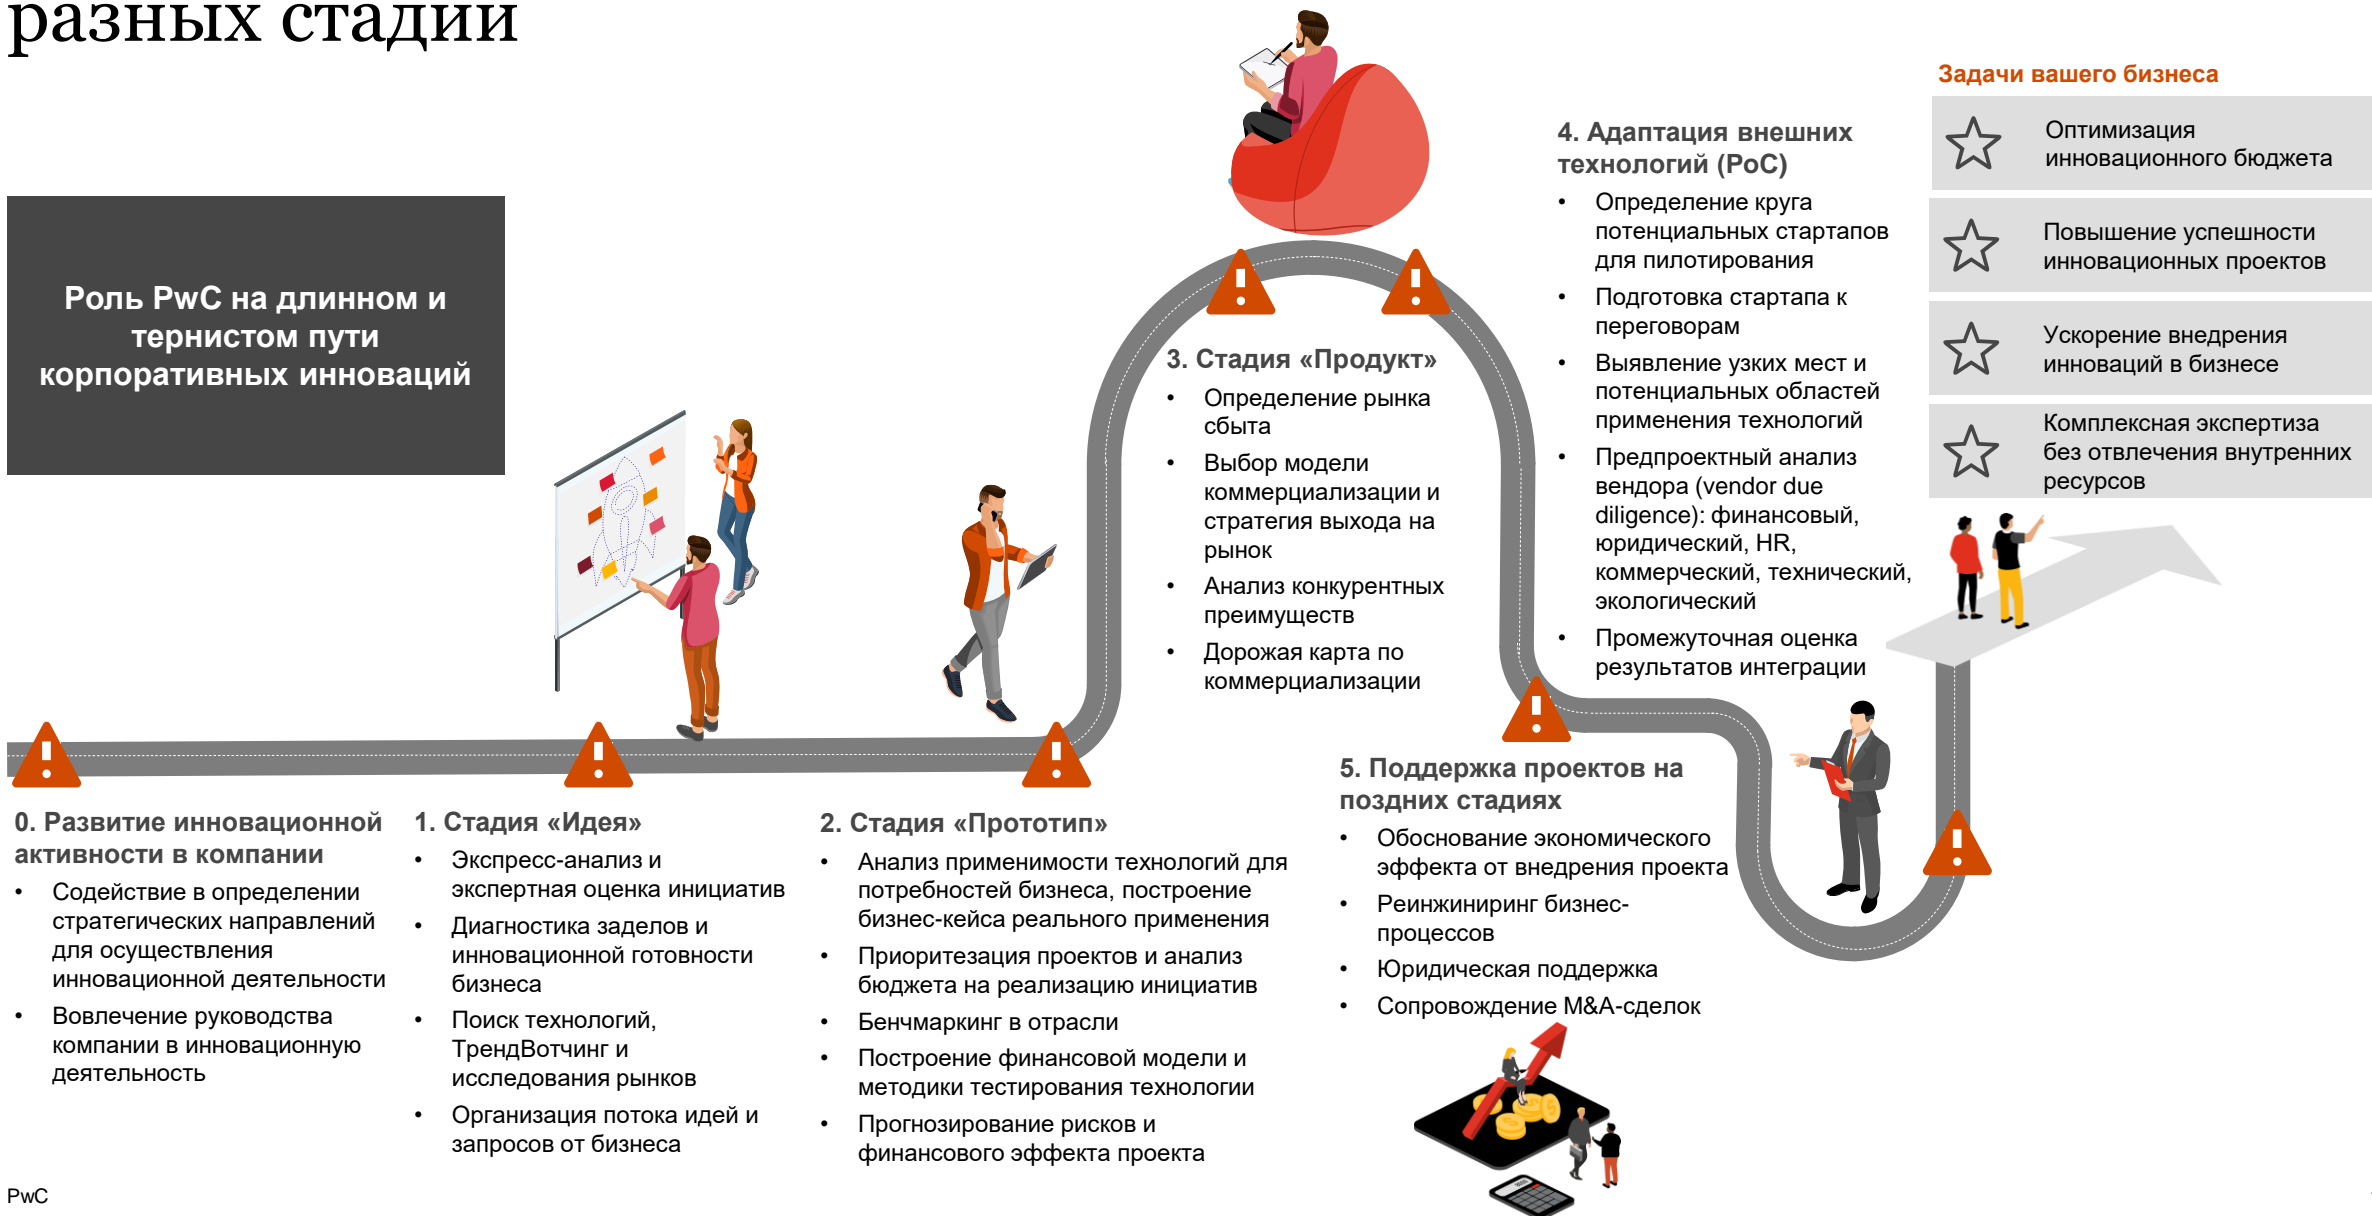 разных стадии
Роль PwC на длинном и
тернистом пути
корпоративных инноваций
0. Развитие инновационной
активности в компании
• Содействие в определении
стратегических направлений
для осуществления
инновационной деятельности
• Вовлечение руководства
компании в инновационную
деятельность
1. Стадия «Идея»
• Экспресс-анализ и
экспертная оценка инициатив
• Диагностика заделов и
инновационной готовности
бизнеса
• Поиск технологий,
ТрендВотчинг и
исследования рынков
• Организация потока идей и
запросов от бизнеса
2. Стадия «Прототип»
• Анализ применимости технологий для
потребностей бизнеса, построение
бизнес-кейса реального применения
• Приоритезация проектов и анализ
бюджета на реализацию инициатив
• Бенчмаркинг в отрасли
• Построение финансовой модели и
методики тестирования технологии
• Прогнозирование рисков и
финансового эффекта проекта
3. Стадия «Продукт»
• Определение рынка
сбыта
• Выбор модели
коммерциализации и
стратегия выхода на
рынок
• Анализ конкурентных
преимуществ
• Дорожая карта по
коммерциализации
4. Адаптация внешних
технологий (PoC)
• Определение круга
потенциальных стартапов
для пилотирования
• Подготовка стартапа к
переговорам
• Выявление узких мест и
потенциальных областей
применения технологий
• Предпроектный анализ
вендора (vendor due
diligence): финансовый,
юридический, HR,
коммерческий, технический,
экологический
• Промежуточная оценка
результатов интеграции
5. Поддержка проектов на
поздних стадиях
• Обоснование экономического
эффекта от внедрения проекта
• Реинжиниринг бизнес-
процессов
• Юридическая поддержка
• Сопровождение M&A-сделок
Задачи вашего бизнеса
Оптимизация
инновационного бюджета
Повышение успешности
инновационных проектов
Ускорение внедрения
инноваций в бизнесе
Комплексная экспертиза
без отвлечения внутренних
ресурсов
PwC